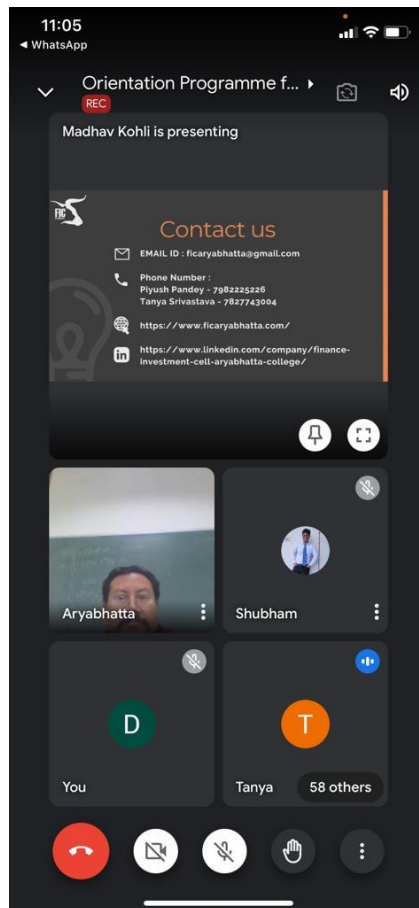 11:05
WhatsApp
Orientation Programme f...
REC
Madhav Kohli is presenting
FIC
Contact us
EMAIL ID : ficaryabhatta@gmail.com
Phone Number :
Piyush Pandey - 7982225226
Tanya Srivastava - 7827743004
https://www.ficaryabhatta.com/
in
https://www.linkedin.com/company/finance-
investment-cell-aryabhatta-college/
Aryabhatta
Shubham
D
You
T
Tanya
58 others